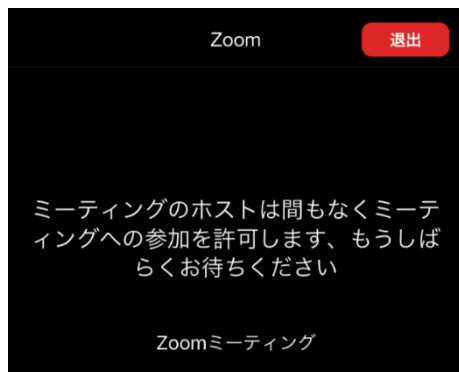 Zoom 退出
ミーティングのホストは間もなくミーテ
ィングへの参加を許可します、もうしば
らくお待ちください
Zoomミーティング